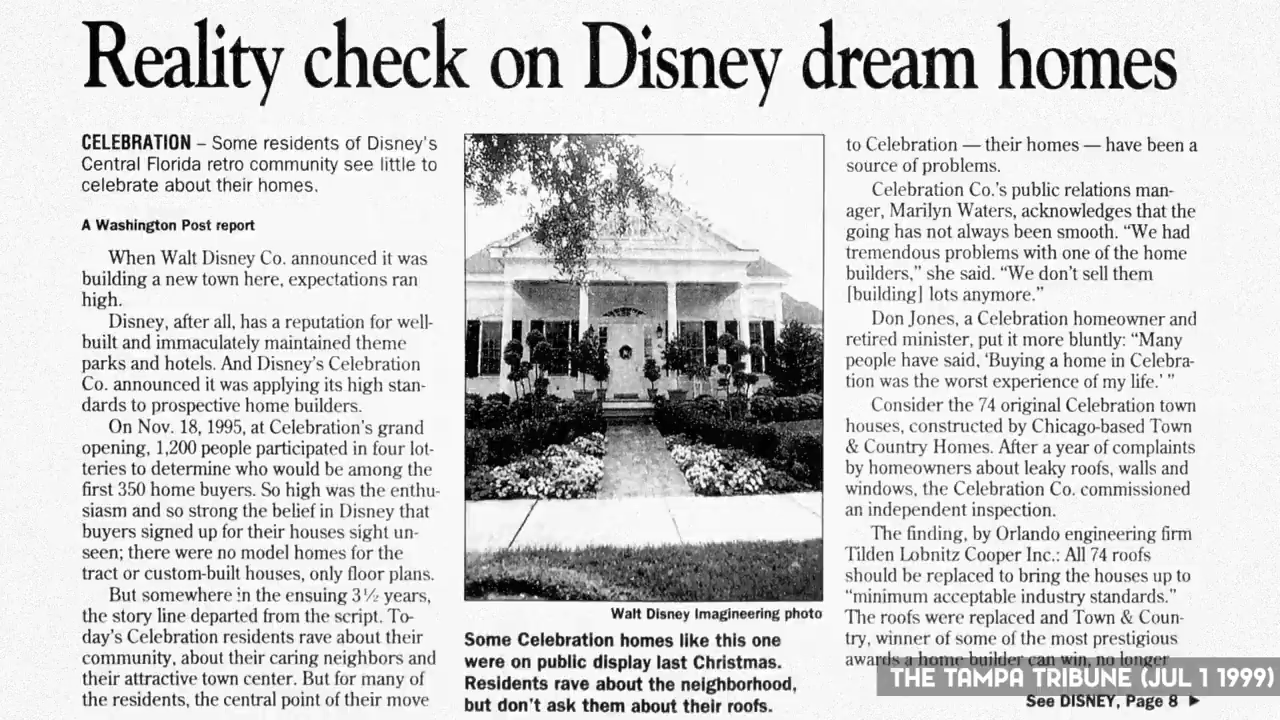 Reality check on Disney dream homes
CELEBRATION – Some residents of Disney's
Central Florida retro community see little to
celebrate about their homes.
A Washington Post report
When Walt Disney Co. announced it was
building a new town here, expectations ran
high.
Disney, after all, has a reputation for well-
built and immaculately maintained theme
parks and hotels. And Disney's Celebration
Co. announced it was applying its high stan-
dards to prospective home builders.
On Nov. 18, 1995, at Celebration's grand
opening, 1,200 people participated in four lot-
teries to determine who would be among the
first 350 home buyers. So high was the enthu-
siasm and so strong the belief in Disney that
buyers signed up for their houses sight un-
seen; there were no model homes for the
tract or custom-built houses, only floor plans.
But somewhere in the ensuing 3½ years,
the story line departed from the script. To-
day's Celebration residents rave about their
community, about their caring neighbors and
their attractive town center. But for many of
the residents, the central point of their move
Walt Disney Imagineering photo
Some Celebration homes like this one
were on public display last Christmas.
Residents rave about the neighborhood,
but don't ask them about their roofs.
to Celebration — their homes — have been a
source of problems.
Celebration Co.'s public relations man-
ager, Marilyn Waters, acknowledges that the
going has not always been smooth. “We had
tremendous problems with one of the home
builders,” she said. “We don't sell them
[building] lots anymore.”
Don Jones, a Celebration homeowner and
retired minister, put it more bluntly: “Many
people have said, ‘Buying a home in Celebra-
tion was the worst experience of my life.’ ”
Consider the 74 original Celebration town
houses, constructed by Chicago-based Town
& Country Homes. After a year of complaints
by homeowners about leaky roofs, walls and
windows, the Celebration Co. commissioned
an independent inspection.
The finding, by Orlando engineering firm
Tilden Lobnitz Cooper Inc.: All 74 roofs
should be replaced to bring the houses up to
“minimum acceptable industry standards.”
The roofs were replaced and Town & Coun-
try, winner of some of the most prestigious
awards a home builder can win, no longer
THE TAMPA TRIBUNE (JUL 1 1999)
See DISNEY, Page 8 ►